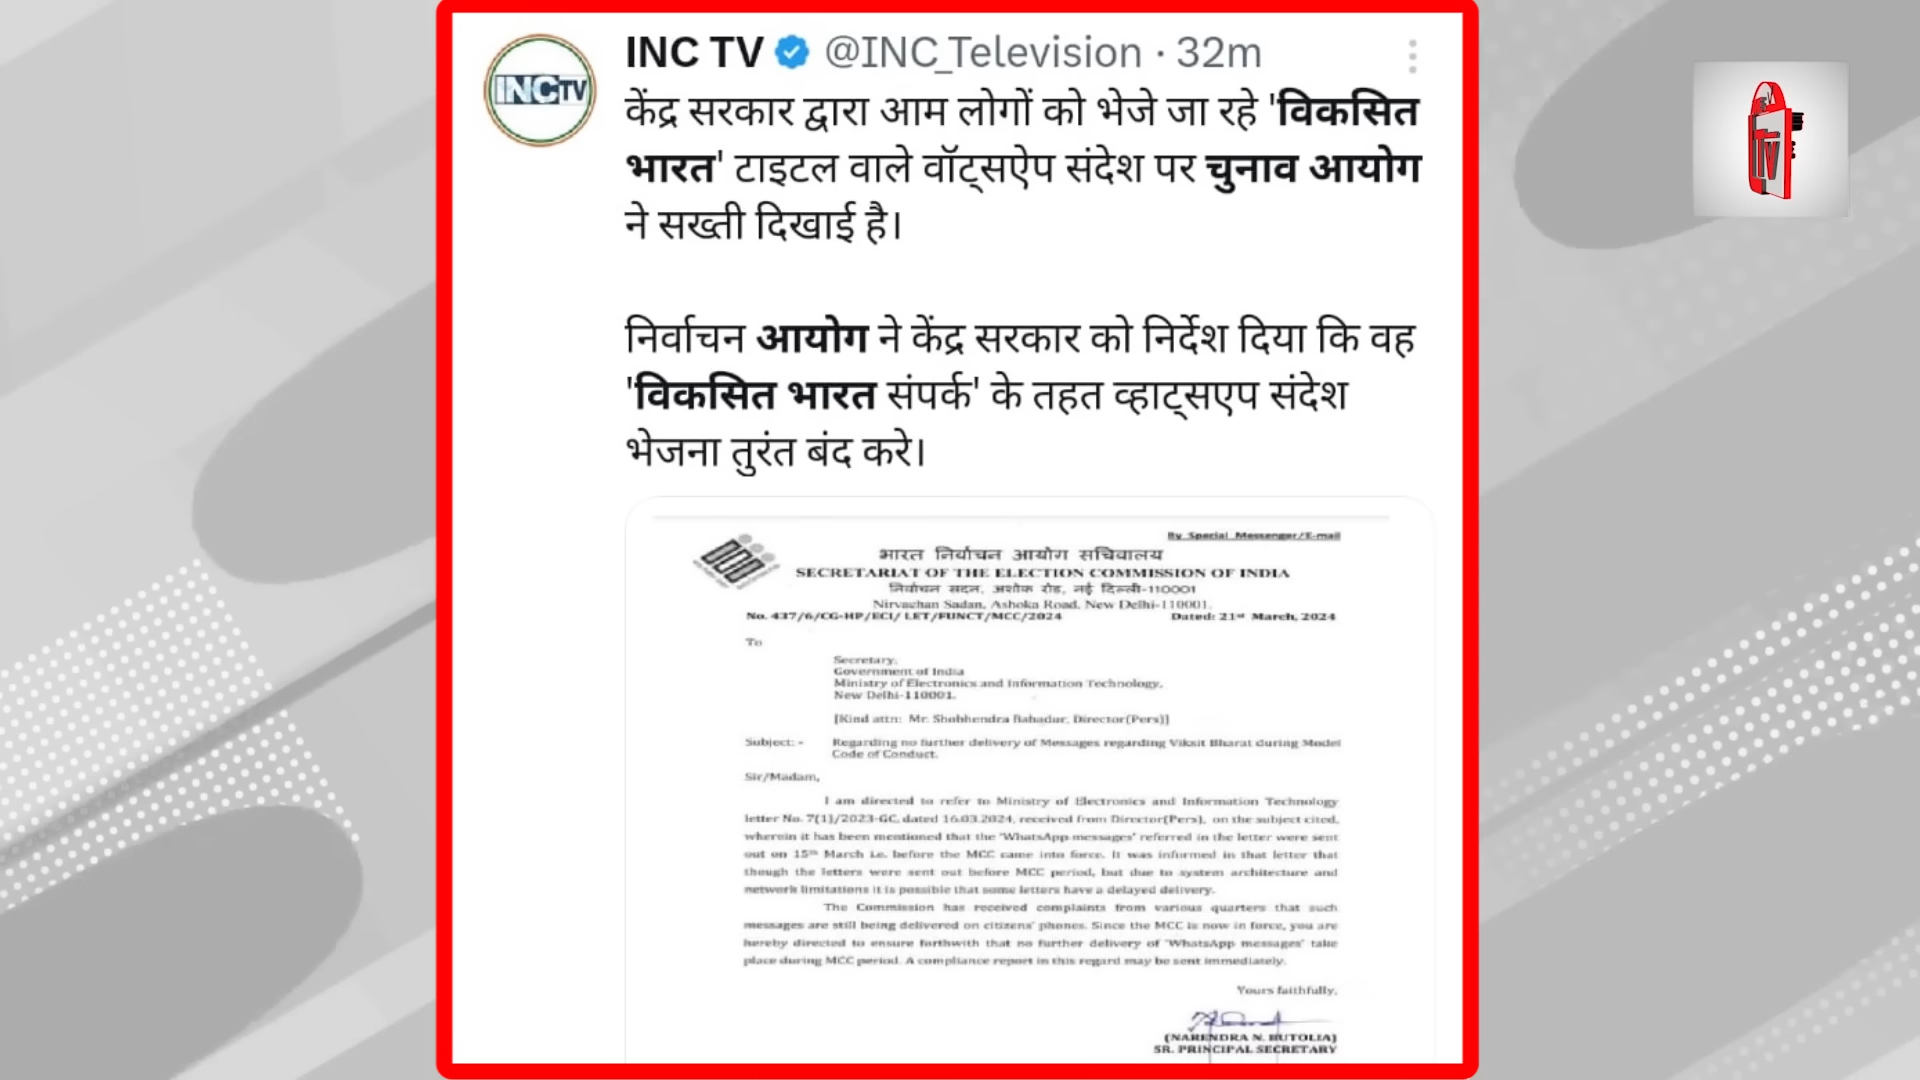 INC TV @INC_Television · 32m
INC TV
केंद्र सरकार द्वारा आम लोगों को भेजे जा रहे 'विकसित
भारत' टाइटल वाले वॉट्सऐप संदेश पर चुनाव आयोग
ने सख्ती दिखाई है।
निर्वाचन आयोग ने केंद्र सरकार को निर्देश दिया कि वह
'विकसित भारत संपर्क' के तहत व्हाट्सएप संदेश
भेजना तुरंत बंद करे।
By Special Messenger/E-mail
भारत निर्वाचन आयोग सचिवालय
SECRETARIAT OF THE ELECTION COMMISSION OF INDIA
निर्वाचन सदन, अशोक रोड, नई दिल्ली-110001
Nirvachan Sadan, Ashoka Road, New Delhi-110001.
No. 437/6/CG-HP/ECI/ LET/FUNCT/MCC/2024 Dated: 21st March, 2024
To
Secretary,
Government of India
Ministry of Electronics and Information Technology,
New Delhi-110001.
[Kind attn: Mr. Shobhendra Bahadur, Director(Pers)]
Subject: - Regarding no further delivery of Messages regarding Viksit Bharat during Model
Code of Conduct.
Sir/Madam,
I am directed to refer to Ministry of Electronics and Information Technology
letter No. 7(1)/2023-GC, dated 16.03.2024, received from Director(Pers), on the subject cited,
wherein it has been mentioned that the 'WhatsApp messages' referred in the letter were sent
out on 15th March i.e. before the MCC came into force. It was informed in that letter that
though the letters were sent out before MCC period, but due to system architecture and
network limitations it is possible that some letters have a delayed delivery.
The Commission has received complaints from various quarters that such
messages are still being delivered on citizens' phones. Since the MCC is now in force, you are
hereby directed to ensure forthwith that no further delivery of 'WhatsApp messages' take
place during MCC period. A compliance report in this regard may be sent immediately.
Yours faithfully,
(NARENDRA N. BUTOLIA)
SR. PRINCIPAL SECRETARY